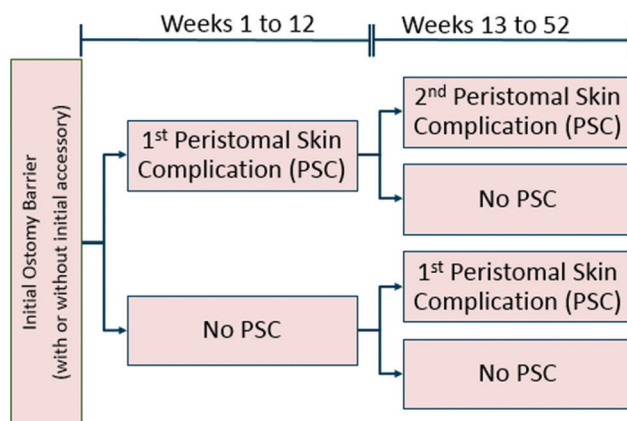 Weeks 1 to 12
Weeks 13 to 52
Initial Ostomy Barrier
(with or without initial accessory)
1st Peristomal Skin
Complication (PSC)
No PSC
2nd Peristomal Skin
Complication (PSC)
No PSC
1st Peristomal Skin
Complication (PSC)
No PSC